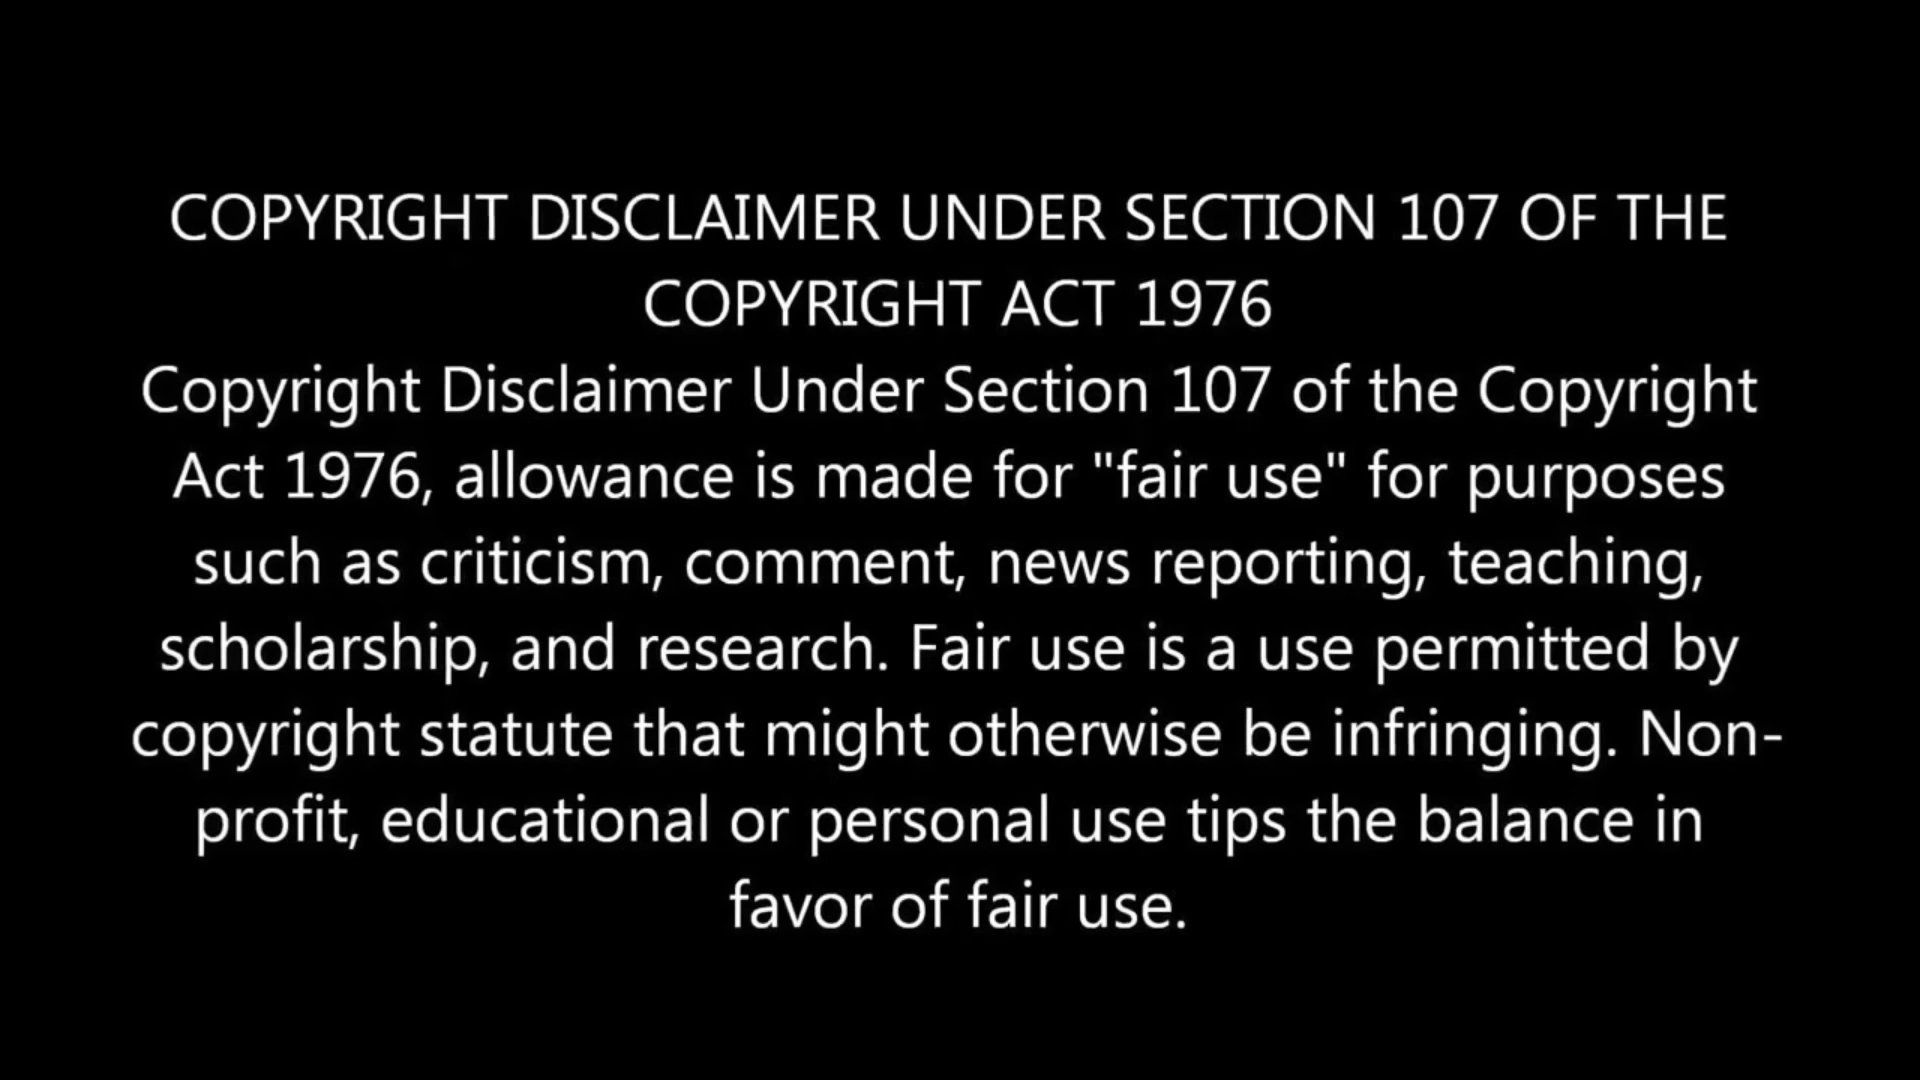 COPYRIGHT DISCLAIMER UNDER SECTION 107 OF THE
COPYRIGHT ACT 1976
Copyright Disclaimer Under Section 107 of the Copyright
Act 1976, allowance is made for "fair use" for purposes
such as criticism, comment, news reporting, teaching,
scholarship, and research. Fair use is a use permitted by
copyright statute that might otherwise be infringing. Non-
profit, educational or personal use tips the balance in
favor of fair use.